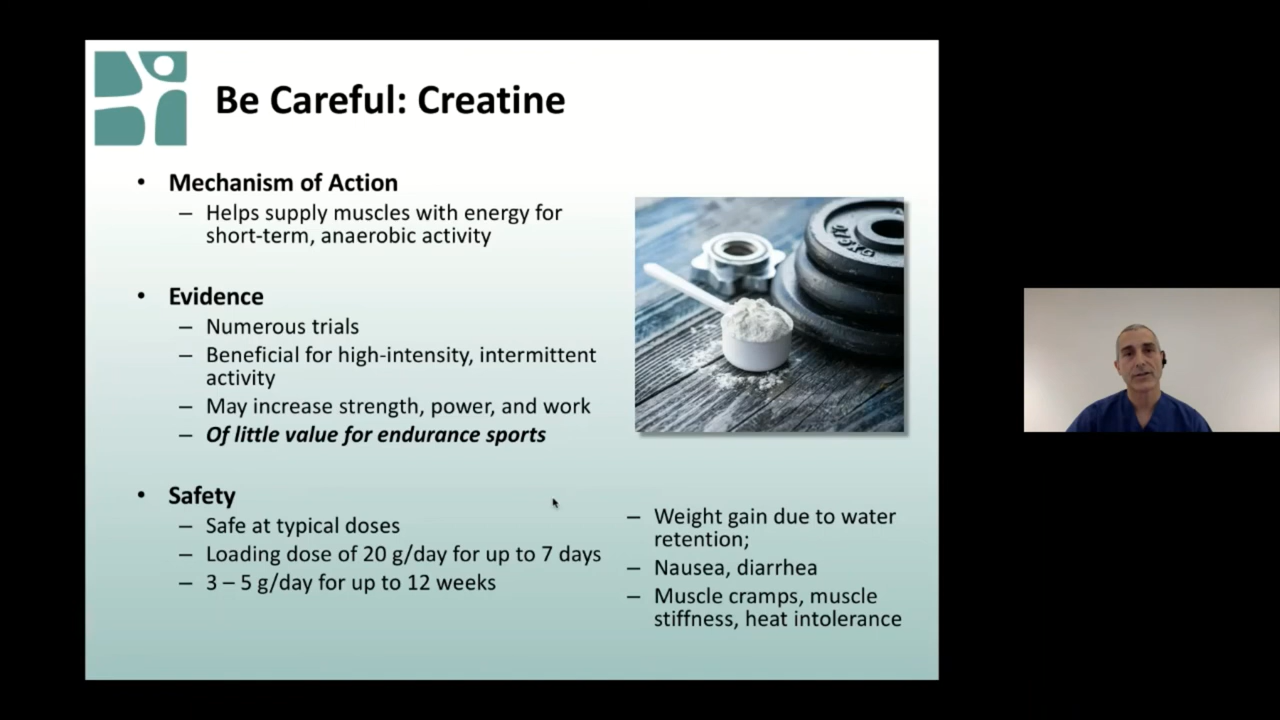 Be Careful: Creatine
• Mechanism of Action
– Helps supply muscles with energy for
short-term, anaerobic activity
• Evidence
– Numerous trials
– Beneficial for high-intensity, intermittent
activity
– May increase strength, power, and work
– Of little value for endurance sports
• Safety
– Safe at typical doses
– Loading dose of 20 g/day for up to 7 days
– 3 – 5 g/day for up to 12 weeks
– Weight gain due to water
retention;
– Nausea, diarrhea
– Muscle cramps, muscle
stiffness, heat intolerance